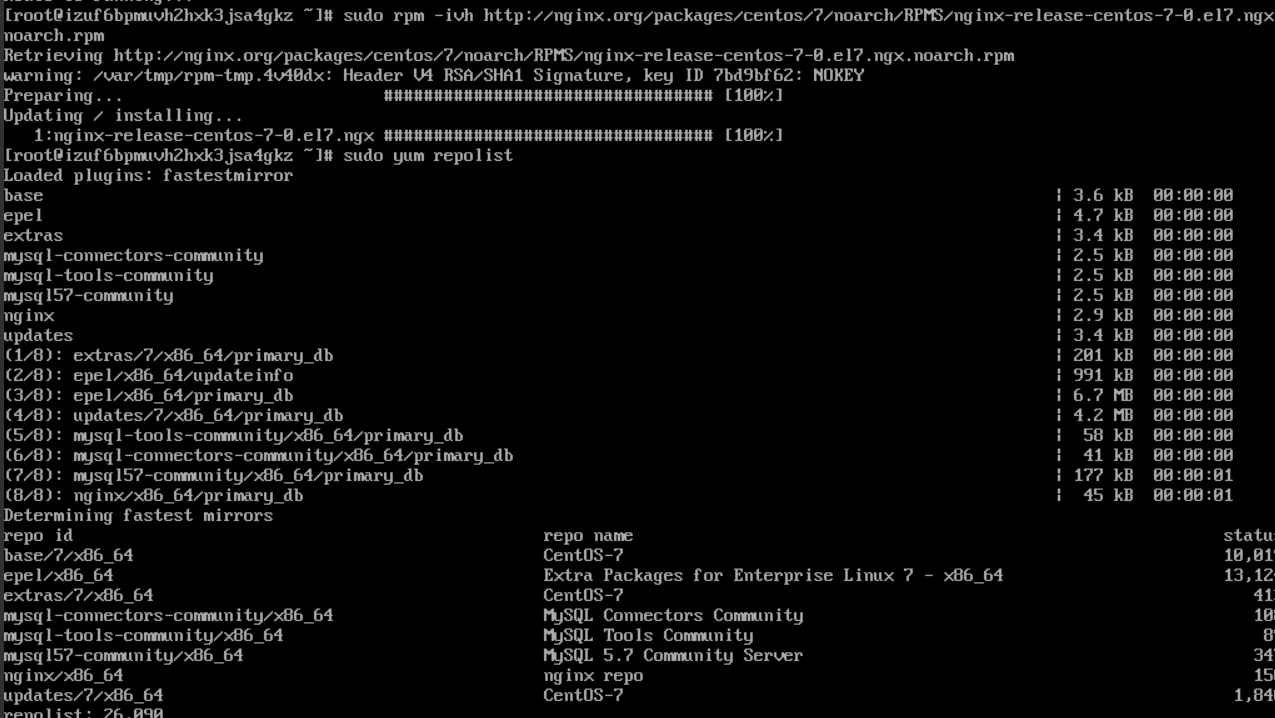 [root@izuf6bpmuvh2hxk3jsa4gkz ~]# sudo rpm -ivh http://nginx.org/packages/centos/7/noarch/RPMS/nginx-release-centos-7-0.el7.ngx
noarch.rpm
Retrieving http://nginx.org/packages/centos/7/noarch/RPMS/nginx-release-centos-7-0.el7.ngx.noarch.rpm
warning: /var/tmp/rpm-tmp.4v40dx: Header V4 RSA/SHA1 Signature, key ID 7bd9bf62: NOKEY
Preparing... ################################# [100%]
Updating / installing...
1:nginx-release-centos-7-0.el7.ngx ################################# [100%]
[root@izuf6bpmuvh2hxk3jsa4gkz ~]# sudo yum repolist
Loaded plugins: fastestmirror
base | 3.6 kB 00:00:00
epel | 4.7 kB 00:00:00
extras | 3.4 kB 00:00:00
mysql-connectors-community | 2.5 kB 00:00:00
mysql-tools-community | 2.5 kB 00:00:00
mysql57-community | 2.5 kB 00:00:00
nginx | 2.9 kB 00:00:00
updates | 3.4 kB 00:00:00
(1/8): extras/7/x86_64/primary_db | 201 kB 00:00:00
(2/8): epel/x86_64/updateinfo | 991 kB 00:00:00
(3/8): epel/x86_64/primary_db | 6.7 MB 00:00:00
(4/8): updates/7/x86_64/primary_db | 4.2 MB 00:00:00
(5/8): mysql-tools-community/x86_64/primary_db | 58 kB 00:00:00
(6/8): mysql-connectors-community/x86_64/primary_db | 41 kB 00:00:00
(7/8): mysql57-community/x86_64/primary_db | 177 kB 00:00:01
(8/8): nginx/x86_64/primary_db | 45 kB 00:00:01
Determining fastest mirrors
repo id repo name statu
base/7/x86_64 CentOS-7 10,01
epel/x86_64 Extra Packages for Enterprise Linux 7 - x86_64 13,12
extras/7/x86_64 CentOS-7 41
mysql-connectors-community/x86_64 MySQL Connectors Community 10
mysql-tools-community/x86_64 MySQL Tools Community 8
mysql57-community/x86_64 MySQL 5.7 Community Server 34
nginx/x86_64 nginx repo 15
updates/7/x86_64 CentOS-7 1,84
repolist: 26,090